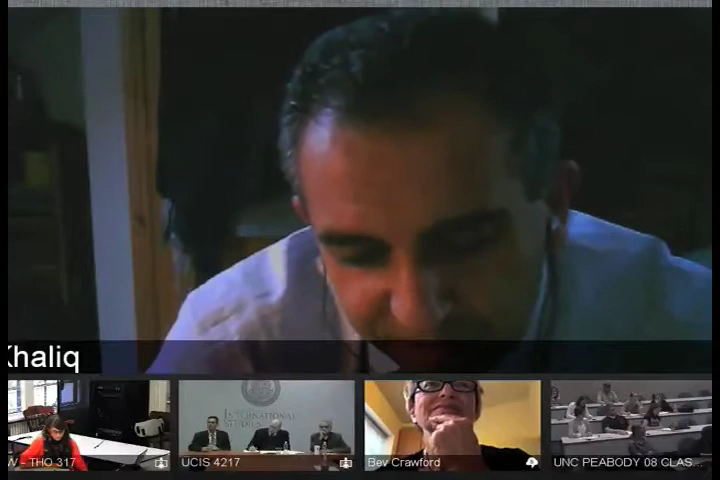 Khaliq
INTERNATIONAL
STUDIES
W - THO 317
UCIS 4217
Bev Crawford
UNC PEABODY 08 CLAS...